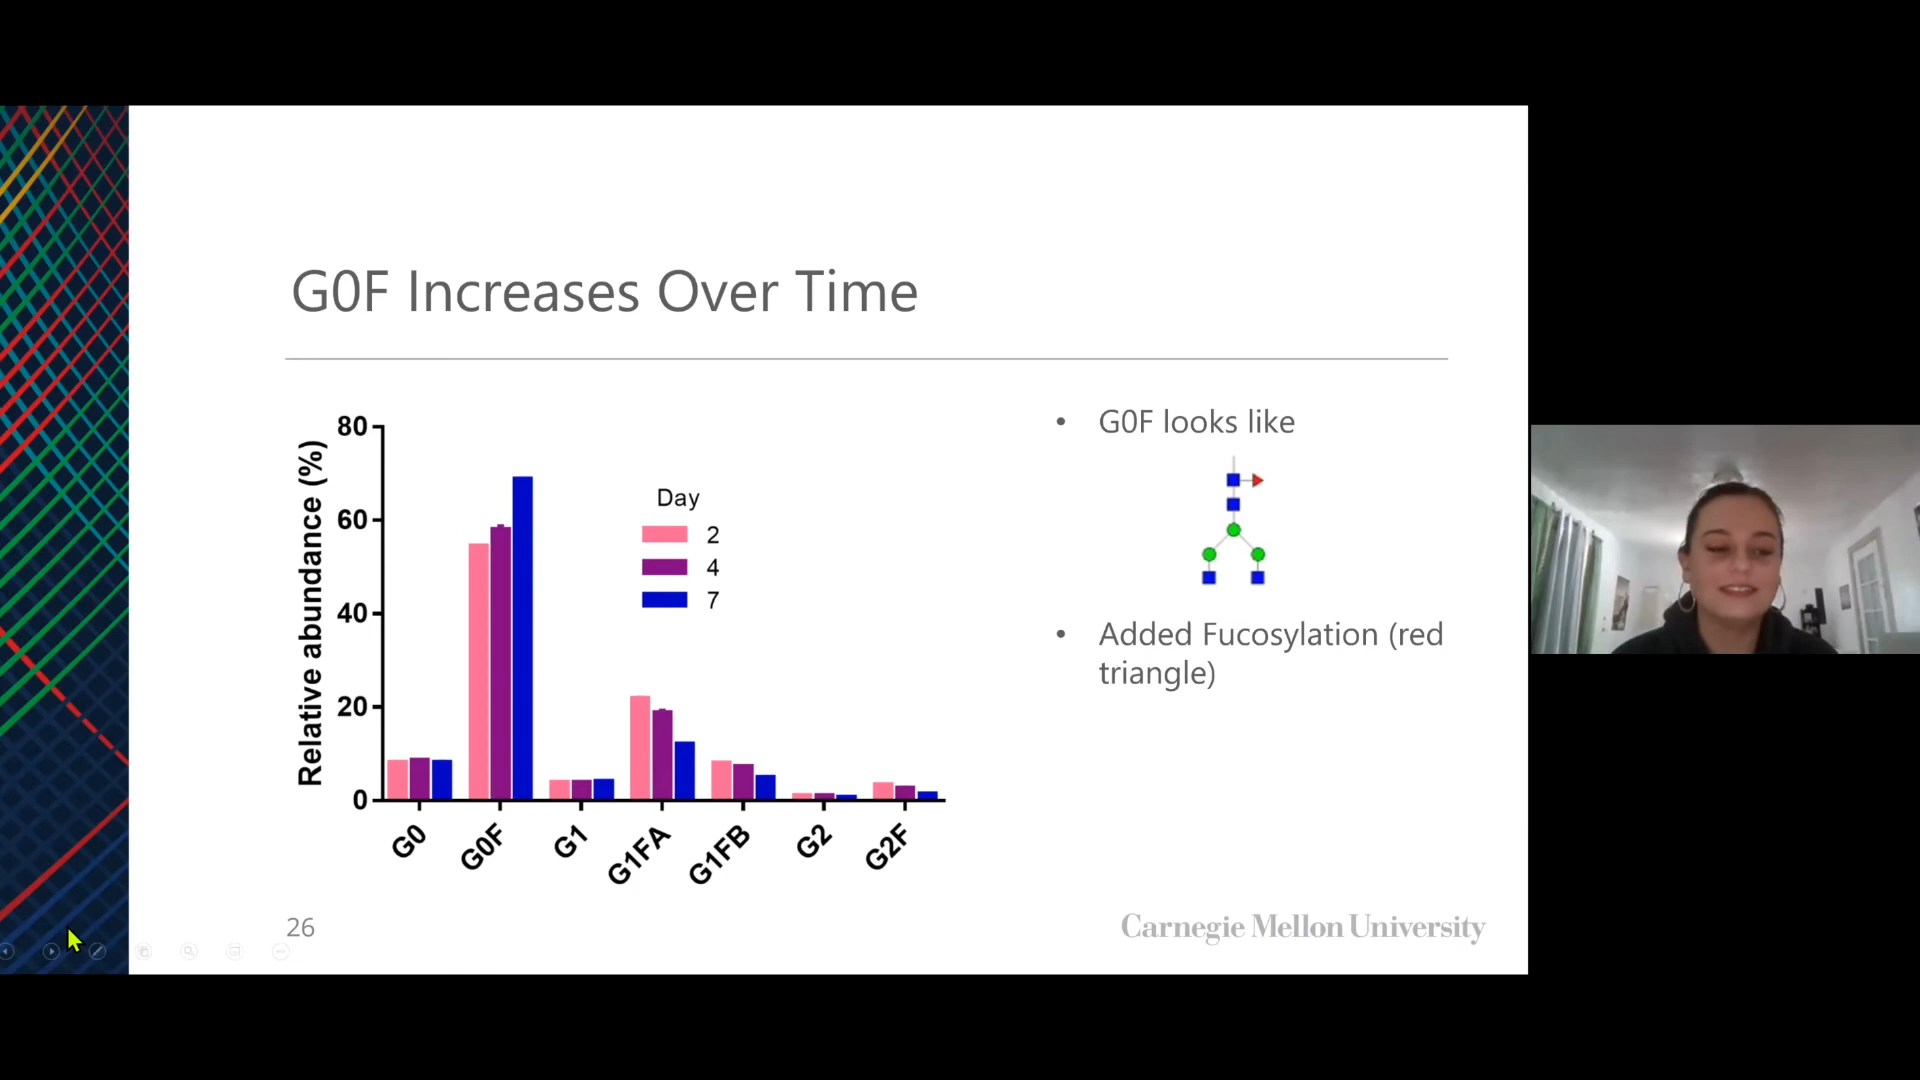 G0F Increases Over Time
Relative abundance (%)
80
60
40
20
0
Day
2
4
7
G0
G0F
G1
G1FA
G1FB
G2
G2F
• G0F looks like
• Added Fucosylation (red
triangle)
26
Carnegie Mellon University